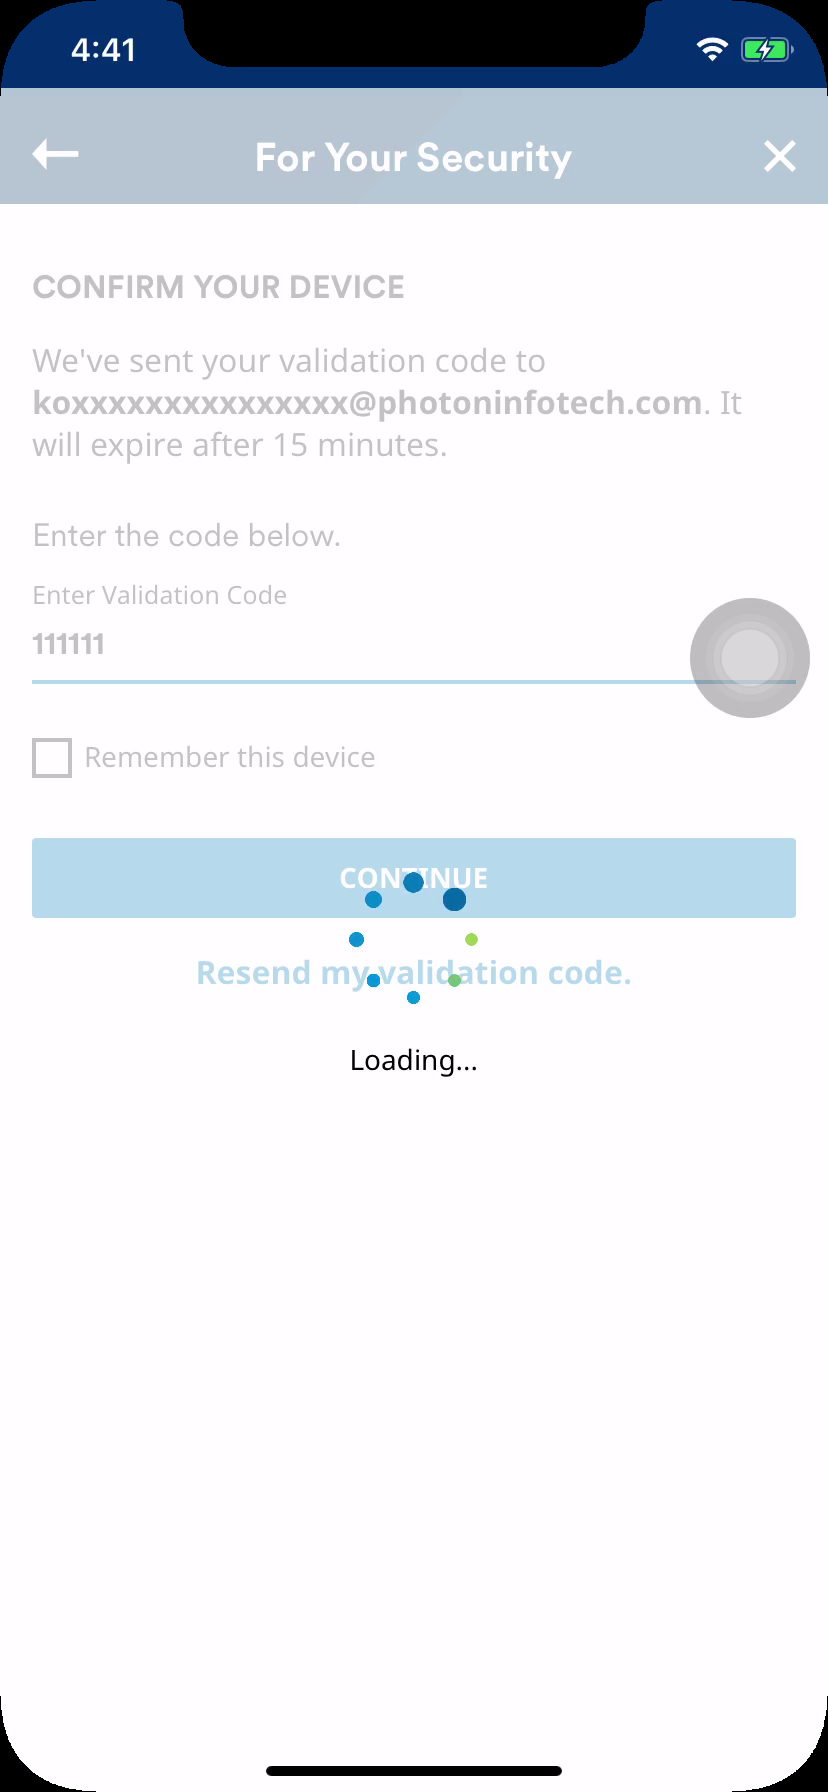 4:41
For Your Security
CONFIRM YOUR DEVICE
We've sent your validation code to
koxxxxxxxxxxxxxxx@photoninfotech.com. It
will expire after 15 minutes.
Enter the code below.
Enter Validation Code
111111
Remember this device
CONTINUE
Resend my validation code.
Loading...